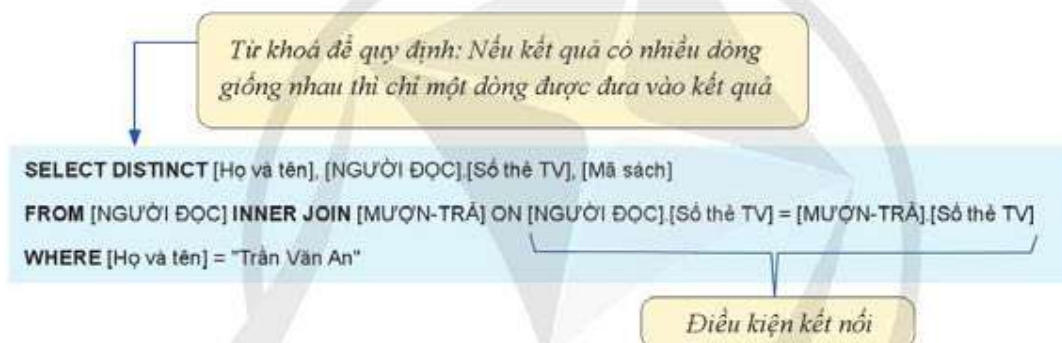 Từ khoá để quy định: Nếu kết quả có nhiều dòng
giống nhau thì chỉ một dòng được đưa vào kết quả
SELECT DISTINCT [Họ và tên], [NGƯỜI ĐỌC].[Số thẻ TV], [Mã sách]
FROM [NGƯỜI ĐỌC] INNER JOIN [MƯỢN-TRẢ] ON [NGƯỜI ĐỌC].[Số thẻ TV] = [MƯỢN-TRẢ].[Số thẻ TV]
WHERE [Họ và tên] = "Trần Văn An"
Điều kiện kết nối